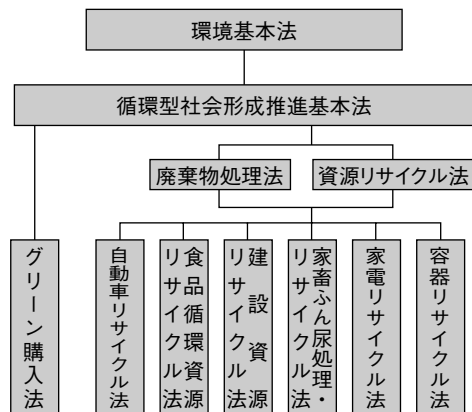 環境基本法
循環型社会形成推進基本法
廃棄物処理法
資源リサイクル法
グリーン購入法
自動車リサイクル法
食品循環資源
リサイクル法
建設資源
リサイクル法
家畜ふん尿処理・
リサイクル法
家電リサイクル法
容器リサイクル法